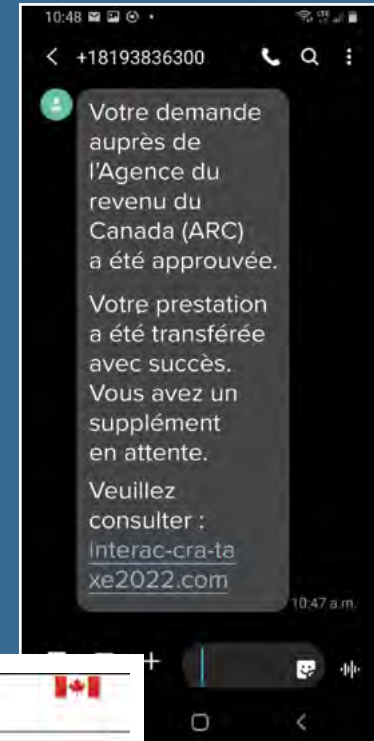 10:48
+18193836300
Votre demande
auprès de
l'Agence du
revenu du
Canada (ARC)
a été approuvée.
Votre prestation
a été transférée
avec succès.
Vous avez un
supplément
en attente.
Veuillez
consulter :
interac-cra-ta
xe2022.com
10:47 a.m.